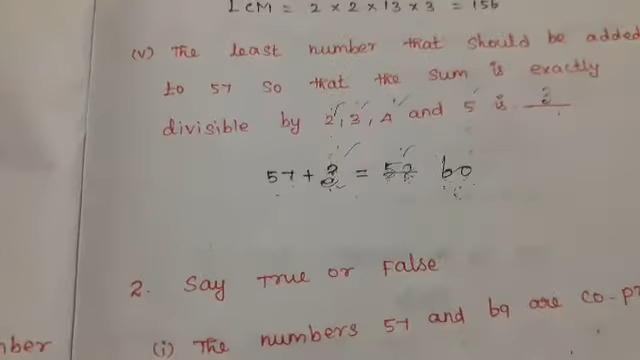 LCM = 2 x 2 x 13 x 3 = 156
(v) The least number that should be added
to 57 so that the sum is exactly
divisible by 2, 3, 4 and 5 is 3
57 + 3 = 60
2. Say True or False
(i) The numbers 57 and 69 are co-pr
mber